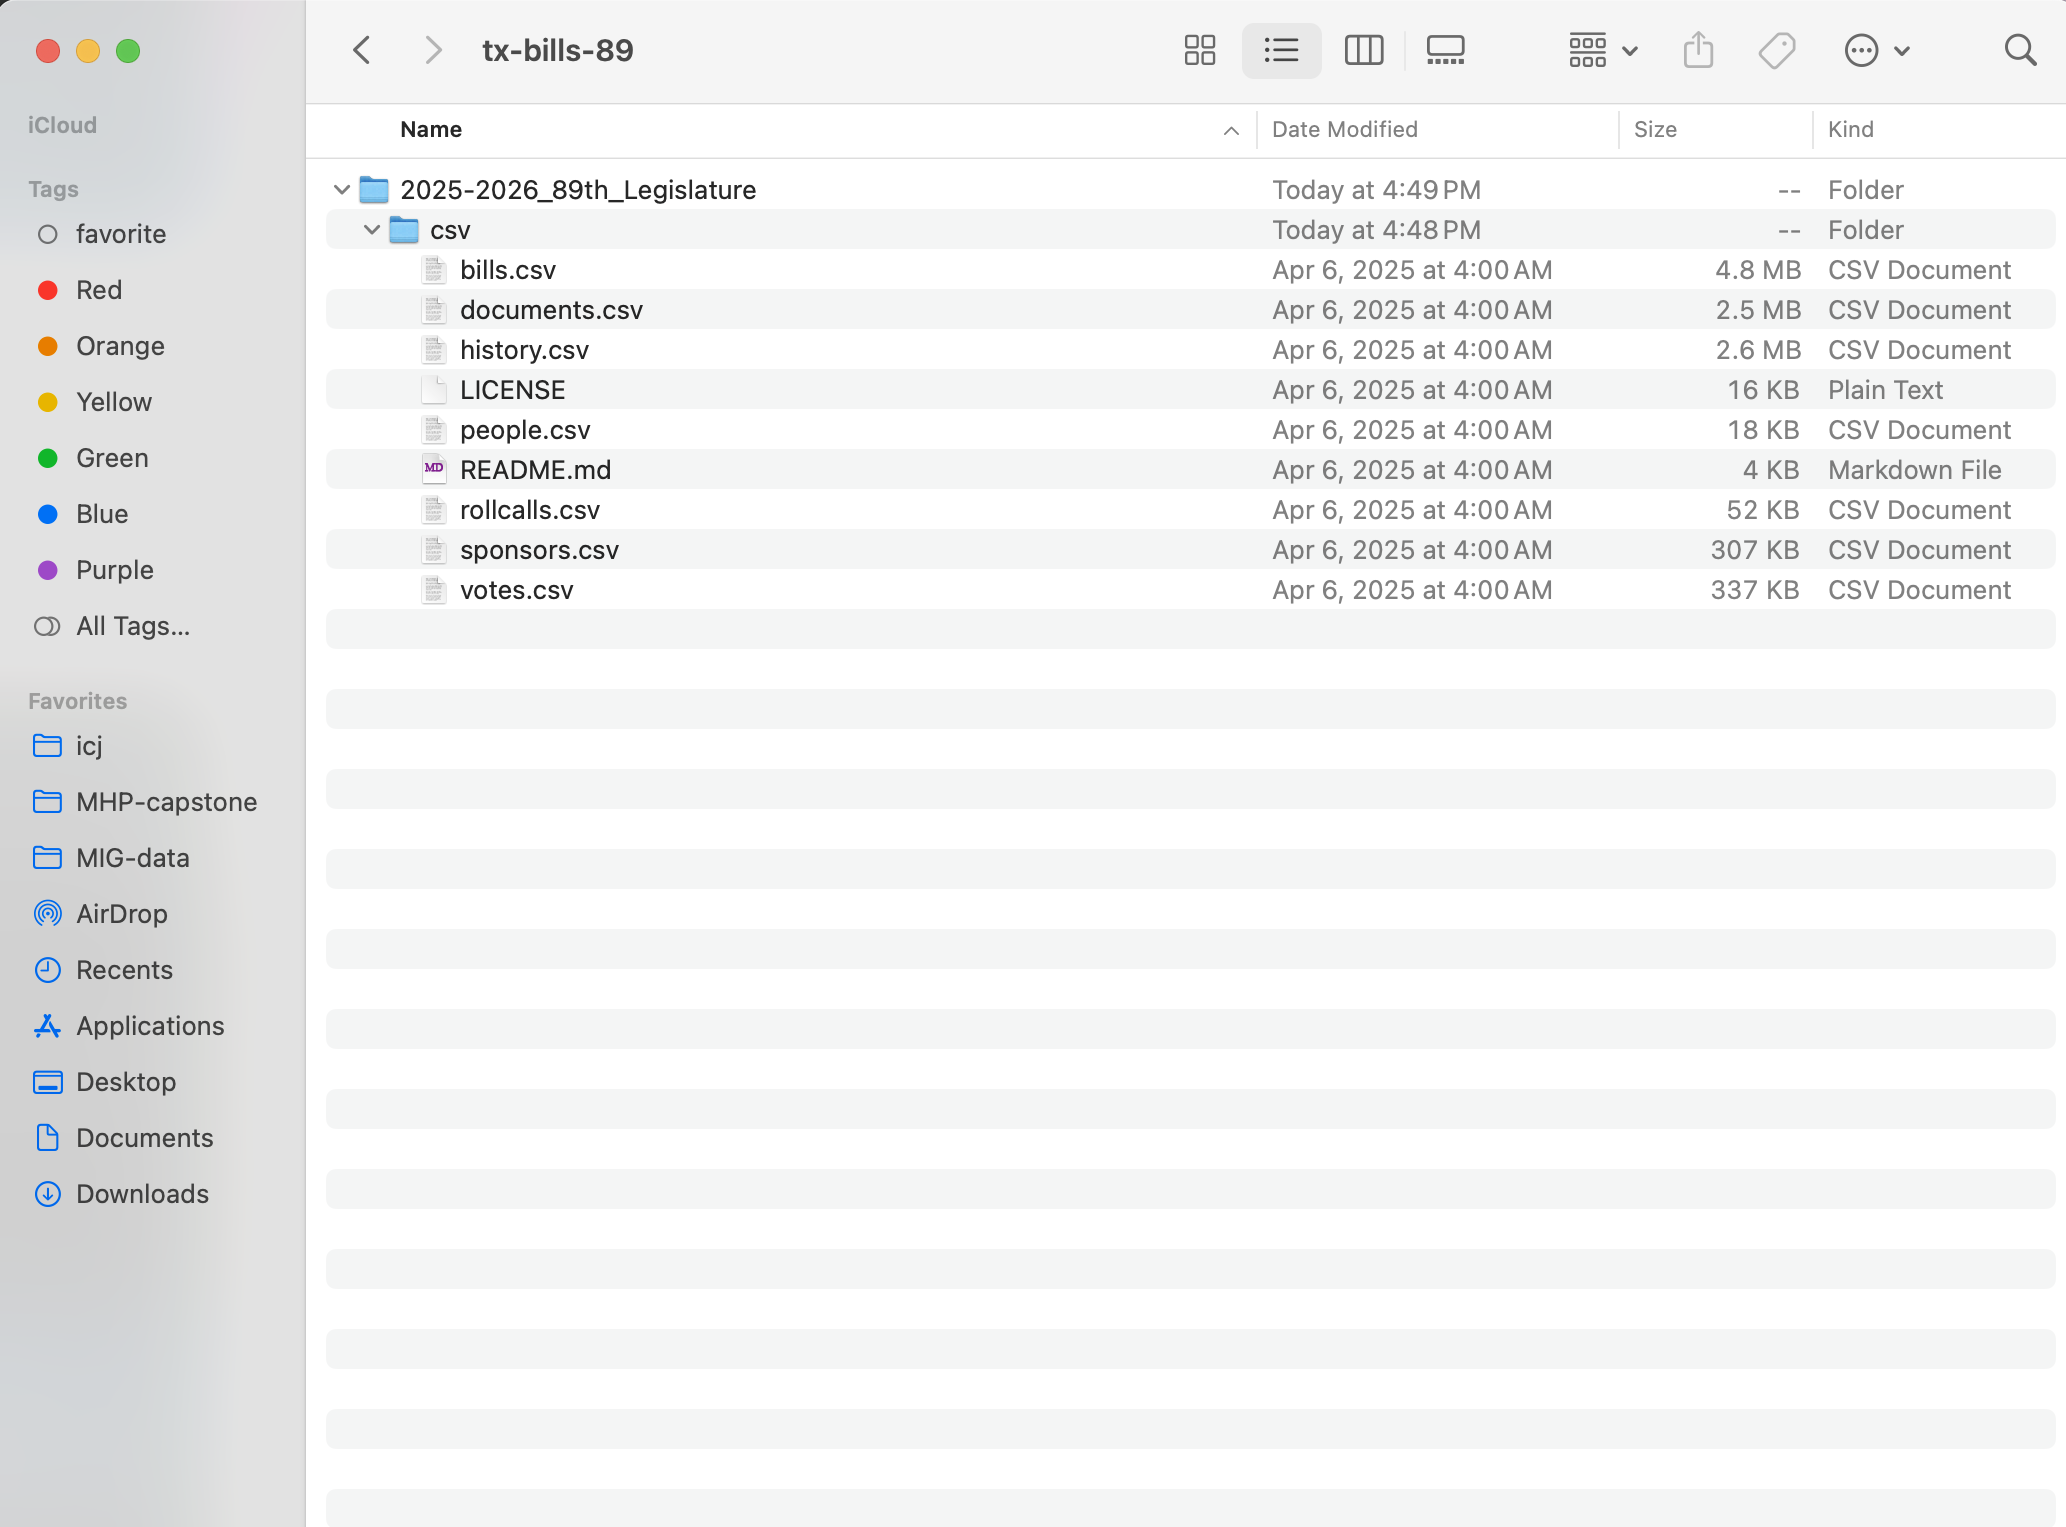 tx-bills-89
iCloud
Tags
favorite
Red
Orange
Yellow
Green
Blue
Purple
All Tags...
Favorites
icj
MHP-capstone
MIG-data
AirDrop
Recents
Applications
Desktop
Documents
Downloads
Name Date Modified Size Kind
2025-2026_89th_Legislature Today at 4:49 PM -- Folder
csv Today at 4:48 PM -- Folder
bills.csv Apr 6, 2025 at 4:00 AM 4.8 MB CSV Document
documents.csv Apr 6, 2025 at 4:00 AM 2.5 MB CSV Document
history.csv Apr 6, 2025 at 4:00 AM 2.6 MB CSV Document
LICENSE Apr 6, 2025 at 4:00 AM 16 KB Plain Text
people.csv Apr 6, 2025 at 4:00 AM 18 KB CSV Document
MD README.md Apr 6, 2025 at 4:00 AM 4 KB Markdown File
rollcalls.csv Apr 6, 2025 at 4:00 AM 52 KB CSV Document
sponsors.csv Apr 6, 2025 at 4:00 AM 307 KB CSV Document
votes.csv Apr 6, 2025 at 4:00 AM 337 KB CSV Document